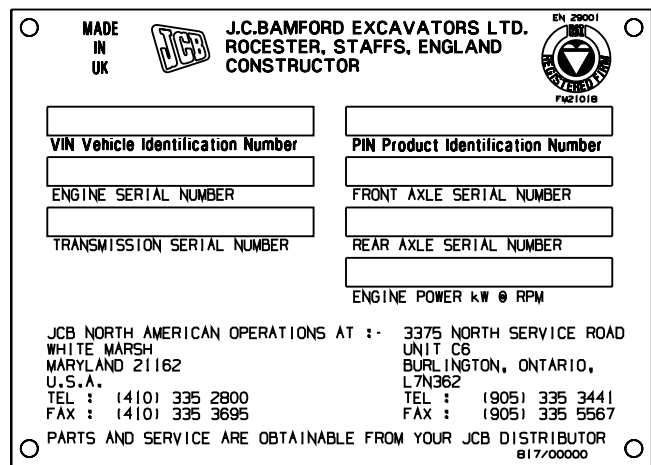 MADE
IN
UK
JCB
J.C.BAMFORD EXCAVATORS LTD.
ROCESTER, STAFFS, ENGLAND
CONSTRUCTOR
EN 29001
BSI
REGISTERED FIRM
FM21018
VIN Vehicle Identification Number
PIN Product Identification Number
ENGINE SERIAL NUMBER
FRONT AXLE SERIAL NUMBER
TRANSMISSION SERIAL NUMBER
REAR AXLE SERIAL NUMBER
ENGINE POWER kW @ RPM
JCB NORTH AMERICAN OPERATIONS AT :-
WHITE MARSH
MARYLAND 21162
U.S.A.
TEL : (410) 335 2800
FAX : (410) 335 3695
3375 NORTH SERVICE ROAD
UNIT C6
BURLINGTON, ONTARIO,
L7N362
TEL : (905) 335 3441
FAX : (905) 335 5567
PARTS AND SERVICE ARE OBTAINABLE FROM YOUR JCB DISTRIBUTOR
817/00000